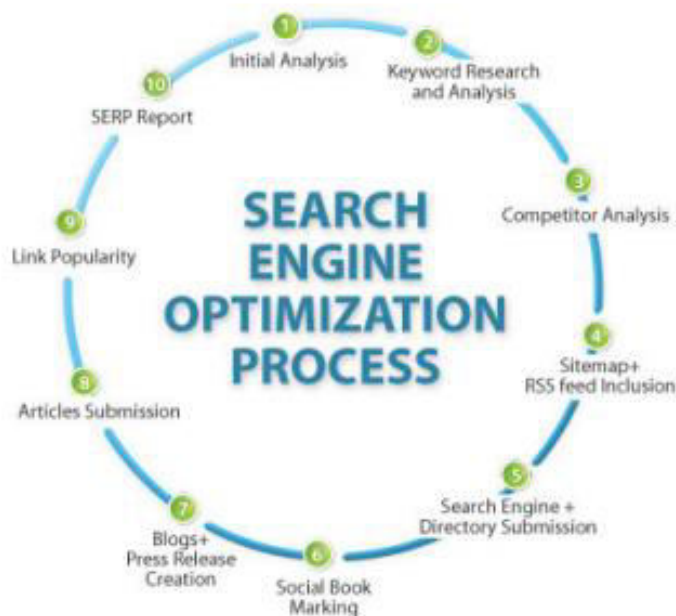 1
Initial Analysis
2
Keyword Research
and Analysis
3
Competitor Analysis
4
Sitemap+
RSS feed Inclusion
5
Search Engine +
Directory Submission
6
Social Book
Marking
7
Blogs+
Press Release
Creation
8
Articles Submission
9
Link Popularity
10
SERP Report
SEARCH
ENGINE
OPTIMIZATION
PROCESS